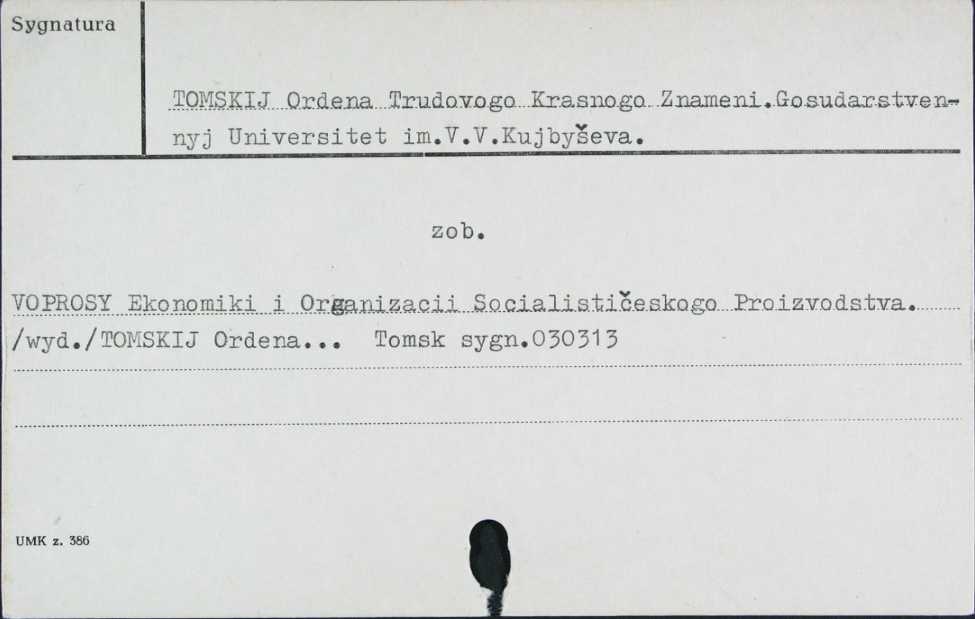 Sygnatura
TOMSKIJ Ordena Trudovogo Krasnogo Znameni.Gosudarstven-
nyj Universitet im.V.V.Kujbyševa.
zob.
VOPROSY Ekonomiki i Organizacii Socialističeskogo Proizvodstva.
/wyd./TOMSKIJ Ordena... Tomsk sygn.030313
UMK z. 386